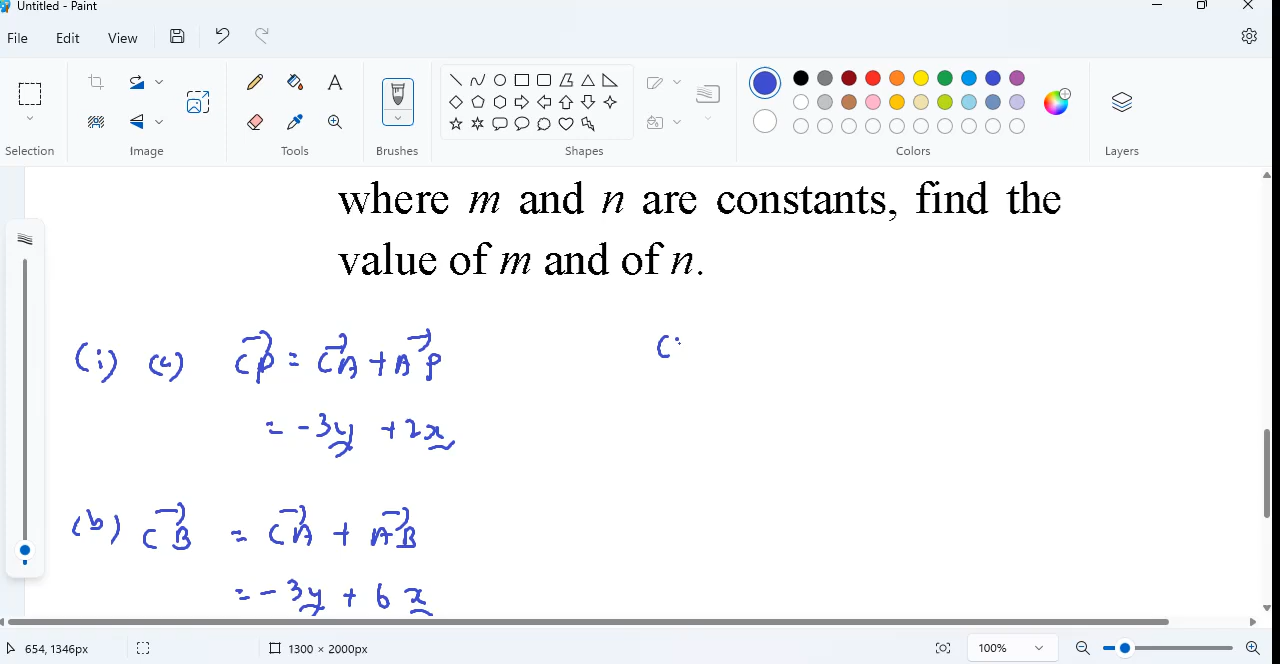 Untitled - Paint
File Edit View
Selection Image Tools Brushes Shapes Colors Layers
where m and n are constants, find the
value of m and of n.
(i) (a) CP = CA + AP
= -3y + 2x
(b) CB = CA + AB
= -3y + 6x
(:
654, 1346px 1300 × 2000px 100%